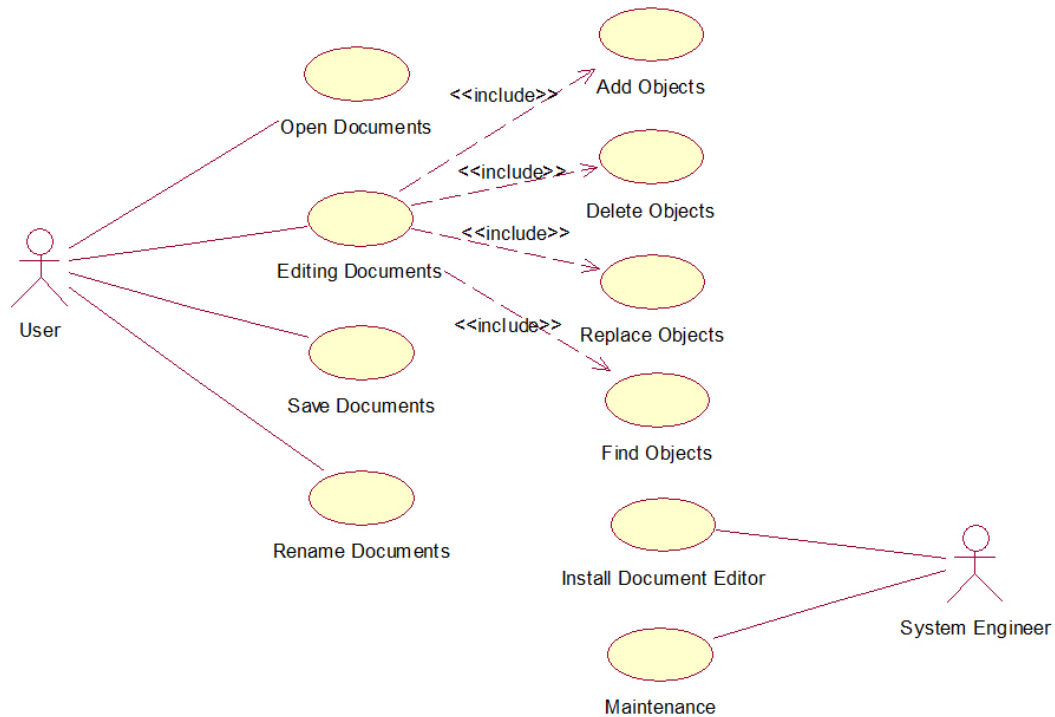 Add Objects
<<include>>
Open Documents
<<include>>
Delete Objects
<<include>>
Editing Documents
User
<<include>>
Replace Objects
Save Documents
Find Objects
Rename Documents
Install Document Editor
System Engineer
Maintenance